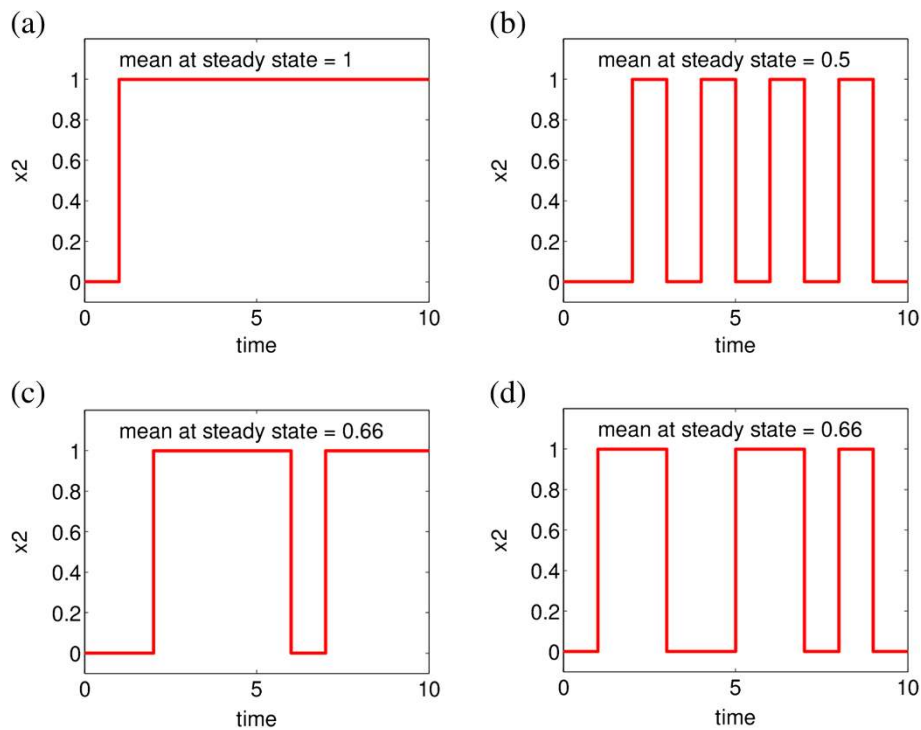 (a)
mean at steady state = 1
1
0.8
0.6
0.4
0.2
0
x2
0 5 10
time
(b)
mean at steady state = 0.5
1
0.8
0.6
0.4
0.2
0
x2
0 5 10
time
(c)
mean at steady state = 0.66
1
0.8
0.6
0.4
0.2
0
x2
0 5 10
time
(d)
mean at steady state = 0.66
1
0.8
0.6
0.4
0.2
0
x2
0 5 10
time